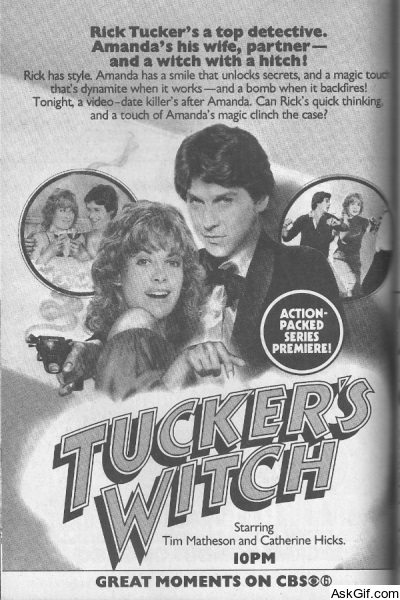 Rick Tucker's a top detective.
Amanda's his wife, partner—
and a witch with a hitch!
Rick has style. Amanda has a smile that unlocks secrets, and a magic touch
that's dynamite when it works—and a bomb when it backfires!
Tonight, a video-date killer's after Amanda. Can Rick's quick thinking,
and a touch of Amanda's magic clinch the case?
ACTION-
PACKED
SERIES
PREMIERE!
TUCKER'S
WITCH
Starring
Tim Matheson and Catherine Hicks.
10PM
GREAT MOMENTS ON CBS 6
AskGif.com